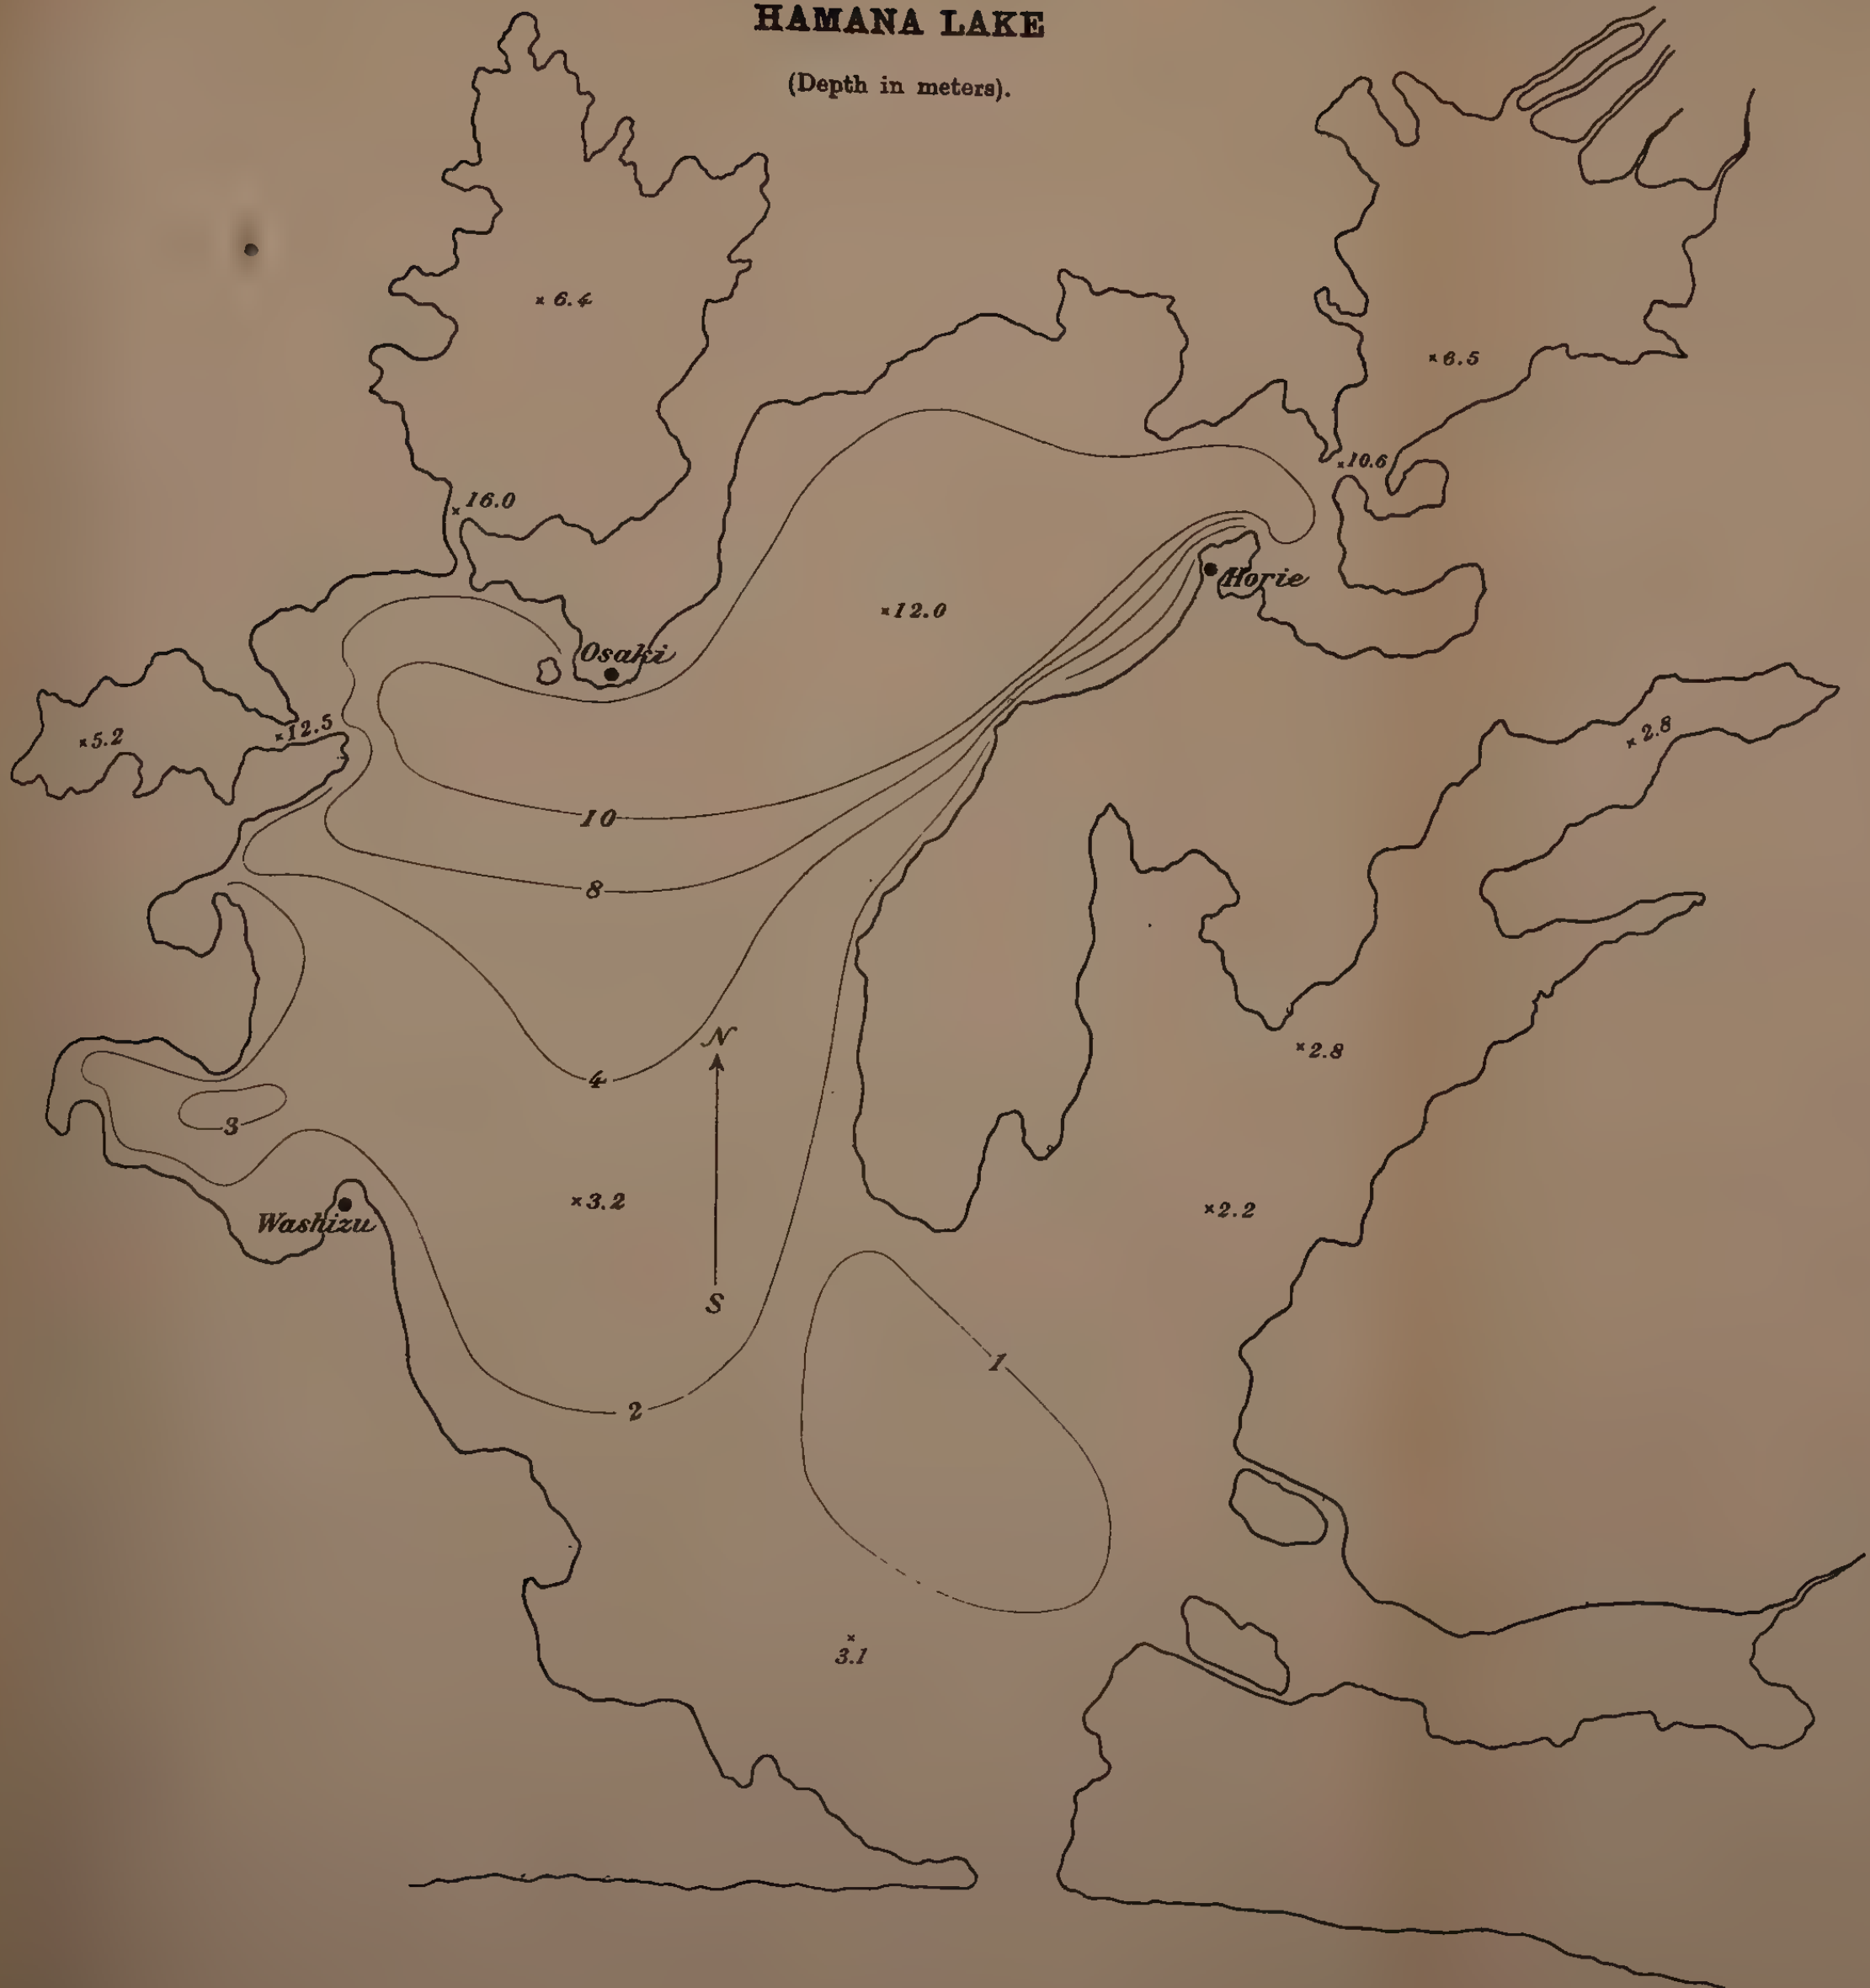 HAMANA LAKE
(Depth in meters).
×6.4
×6.5
×10.6
×16.0
Horie
×12.0
Osaki
×12.5
×5.2
×2.8
10
8
N
4
×2.8
3
×3.2
×2.2
Washizu
S
1
2
×
3.1